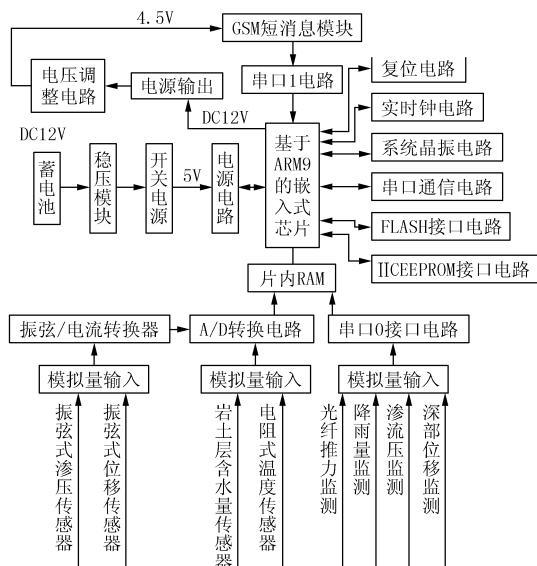 4.5V
GSM短消息模块
电压调
整电路
电源输出
串口1电路
复位电路
实时钟电路
DC12V
DC12V
蓄电池
稳压模块
开关电源
5V
电源电路
基于
ARM9
的嵌
入式
芯片
系统晶振电路
串口通信电路
FLASH接口电路
IICEEPROM接口电路
片内RAM
振弦/电流转换器
A/D转换电路
串口0接口电路
模拟量输入
模拟量输入
模拟量输入
振弦式渗压传感器
振弦式位移传感器
岩土层含水量传感器
电阻式温度传感器
光纤推力监测
降雨量监测
渗流压监测
深部位移监测